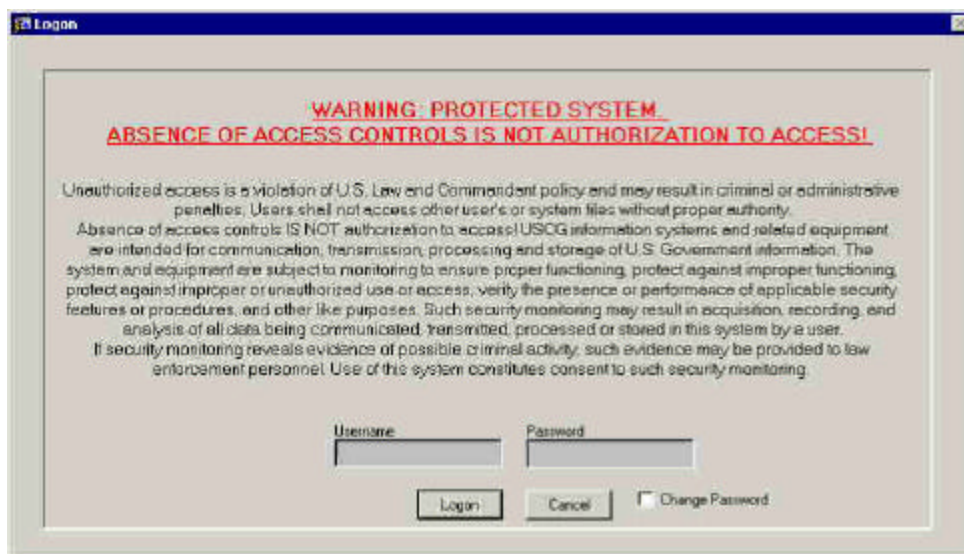 Logon
WARNING: PROTECTED SYSTEM.
ABSENCE OF ACCESS CONTROLS IS NOT AUTHORIZATION TO ACCESS!
Unauthorized access is a violation of U.S. Law and Commandant policy and may result in criminal or administrative
penalties. Users shall not access other user's or system files without proper authority.
Absence of access controls IS NOT authorization to access! USCG information systems and related equipment
are intended for communication, transmission, processing and storage of U.S. Government information. The
system and equipment are subject to monitoring to ensure proper functioning, protect against improper functioning,
protect against improper or unauthorized use or access, verify the presence or performance of applicable security
features or procedures, and other like purposes. Such security monitoring may result in acquisition, recording, and
analysis of all data being communicated, transmitted, processed or stored in this system by a user.
If security monitoring reveals evidence of possible criminal activity, such evidence may be provided to law
enforcement personnel. Use of this system constitutes consent to such security monitoring.
Username Password
Logon Cancel Change Password